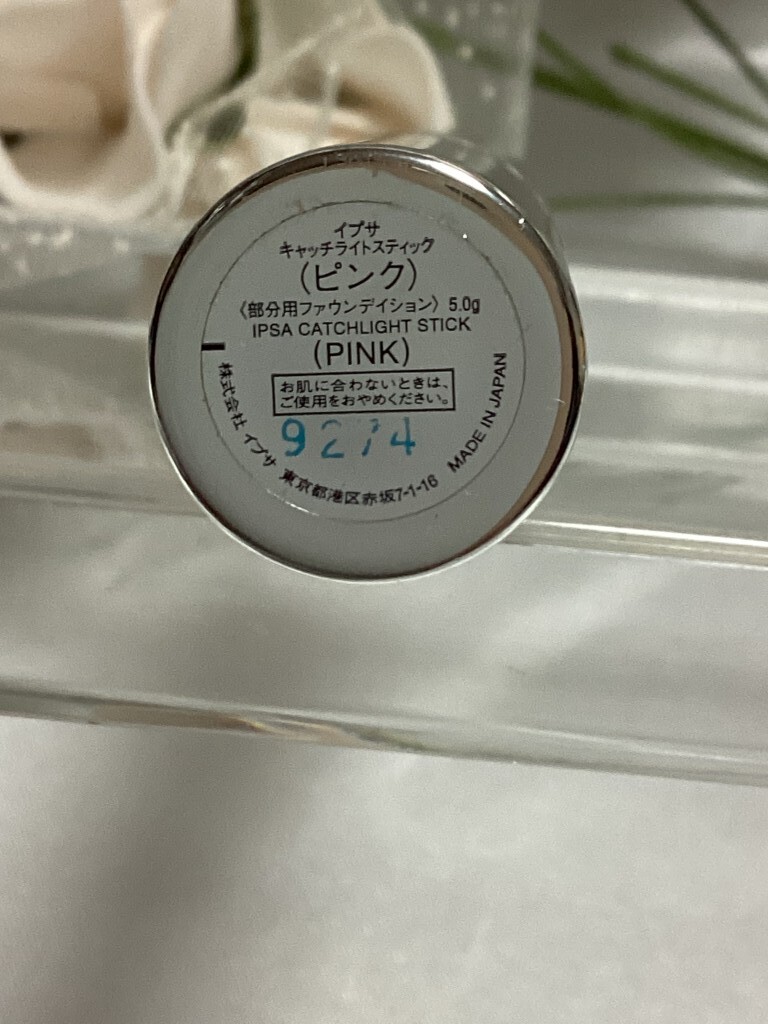 イプサ
キャッチライトスティック
(ピンク)
〈部分用ファウンデイション〉 5.0g
IPSA CATCHLIGHT STICK
(PINK)
お肌に合わないときは、
ご使用をおやめください。
9274
株式会社 イプサ 東京都港区赤坂7-1-16 MADE IN JAPAN